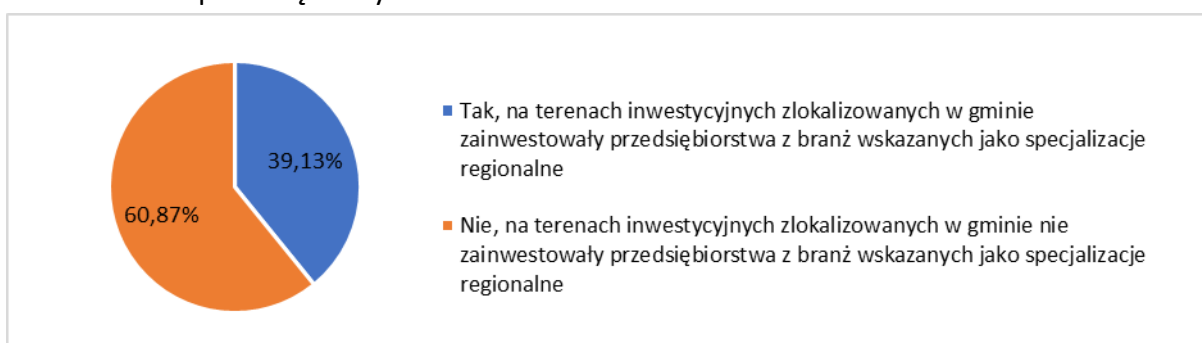 Tak, na terenach inwestycyjnych zlokalizowanych w gminie
zainwestowały przedsiębiorstwa z branż wskazanych jako specjalizacje
regionalne
39,13%
60,87%
Nie, na terenach inwestycyjnych zlokalizowanych w gminie nie
zainwestowały przedsiębiorstwa z branż wskazanych jako specjalizacje
regionalne